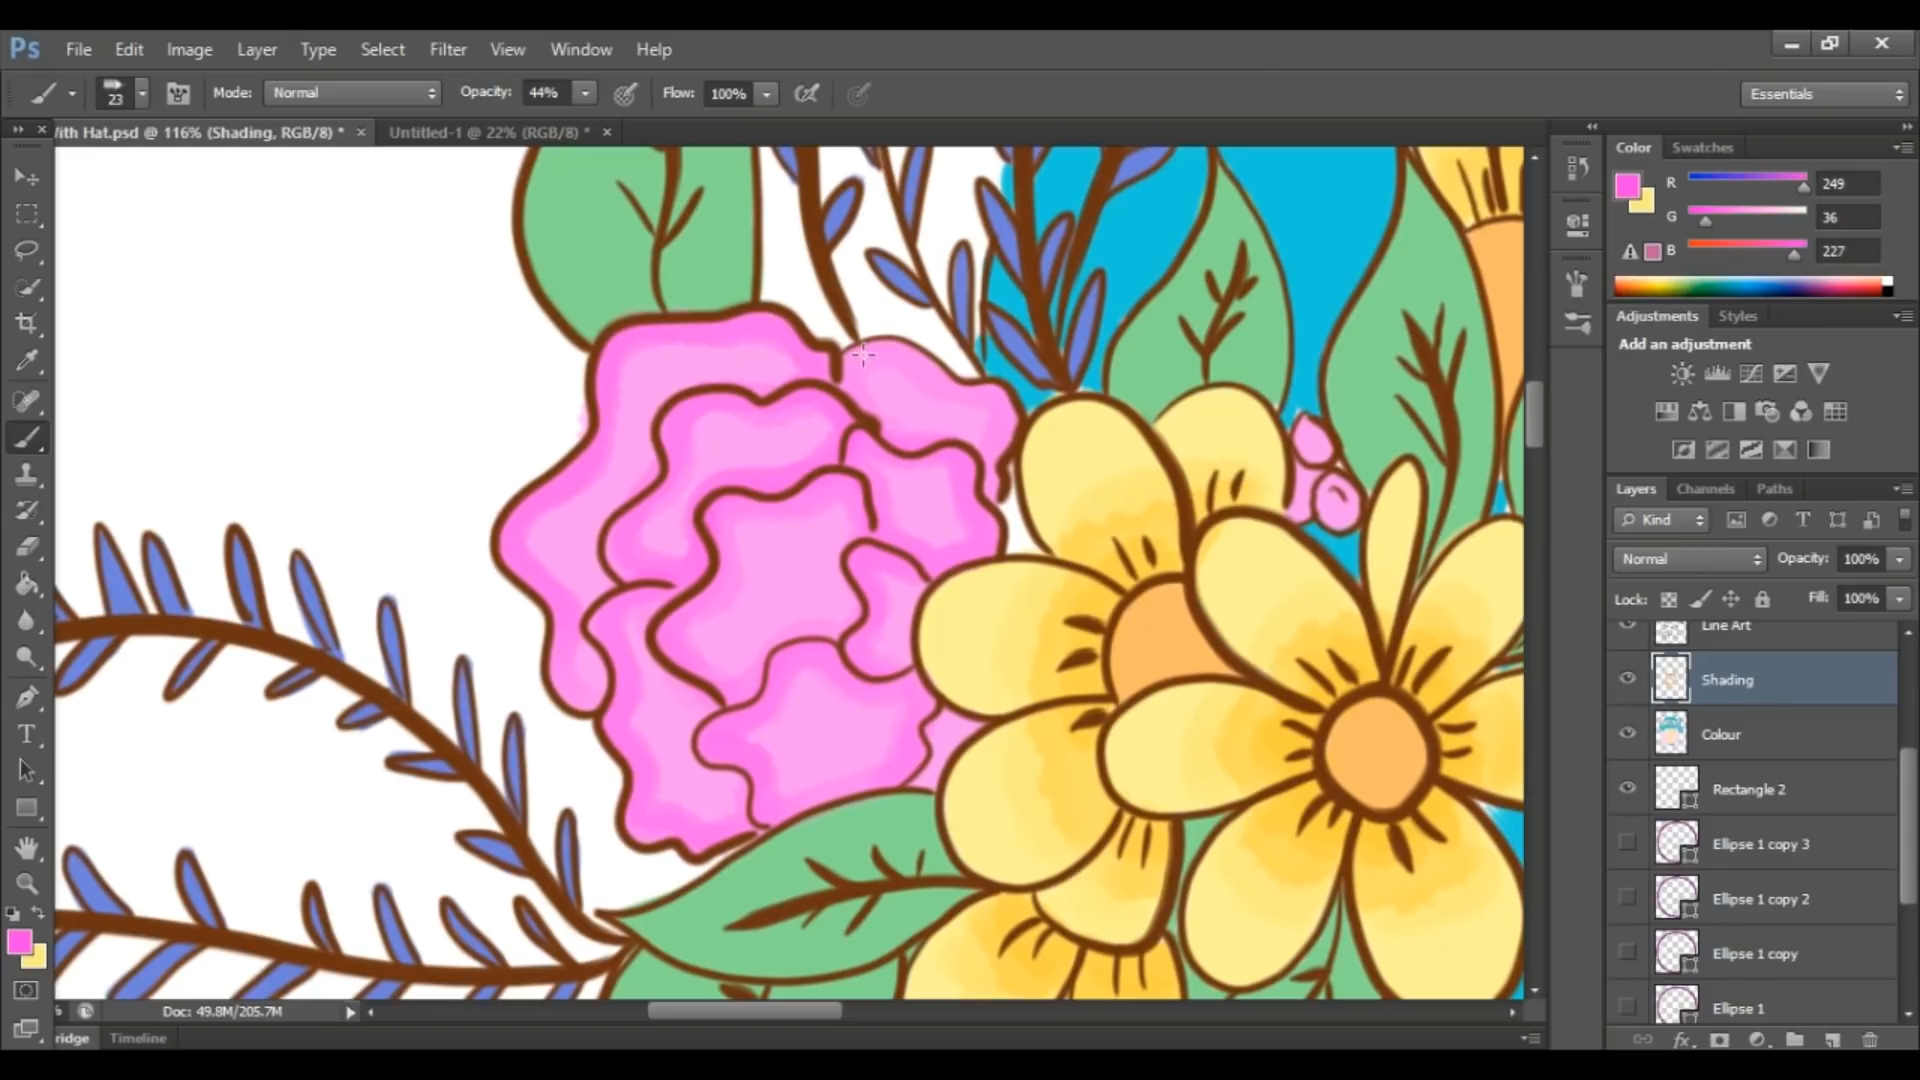 Ps File Edit Image Layer Type Select Filter View Window Help
23 Mode: Normal Opacity: 44% Flow: 100% Essentials
ith Hat.psd @ 116% (Shading, RGB/8) * × Untitled-1 @ 22% (RGB/8) * ×
Color Swatches
R 249
G 36
B 227
Adjustments Styles
Add an adjustment
Layers Channels Paths
Kind
Normal Opacity: 100%
Lock: Fill: 100%
Line Art
Shading
Colour
Rectangle 2
Ellipse 1 copy 3
Ellipse 1 copy 2
Ellipse 1 copy
Ellipse 1
% Doc: 49.8M/205.7M
ridge Timeline
fx